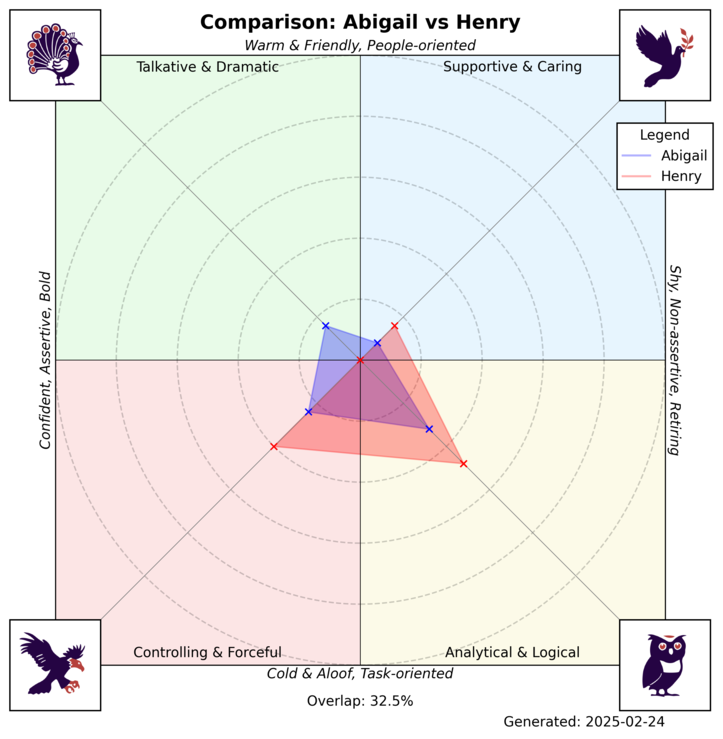 Comparison: Abigail vs Henry
Warm & Friendly, People-oriented
Talkative & Dramatic
Supportive & Caring
Legend
Abigail
Henry
Confident, Assertive, Bold
Shy, Non-assertive, Retiring
Controlling & Forceful
Analytical & Logical
Cold & Aloof, Task-oriented
Overlap: 32.5%
Generated: 2025-02-24